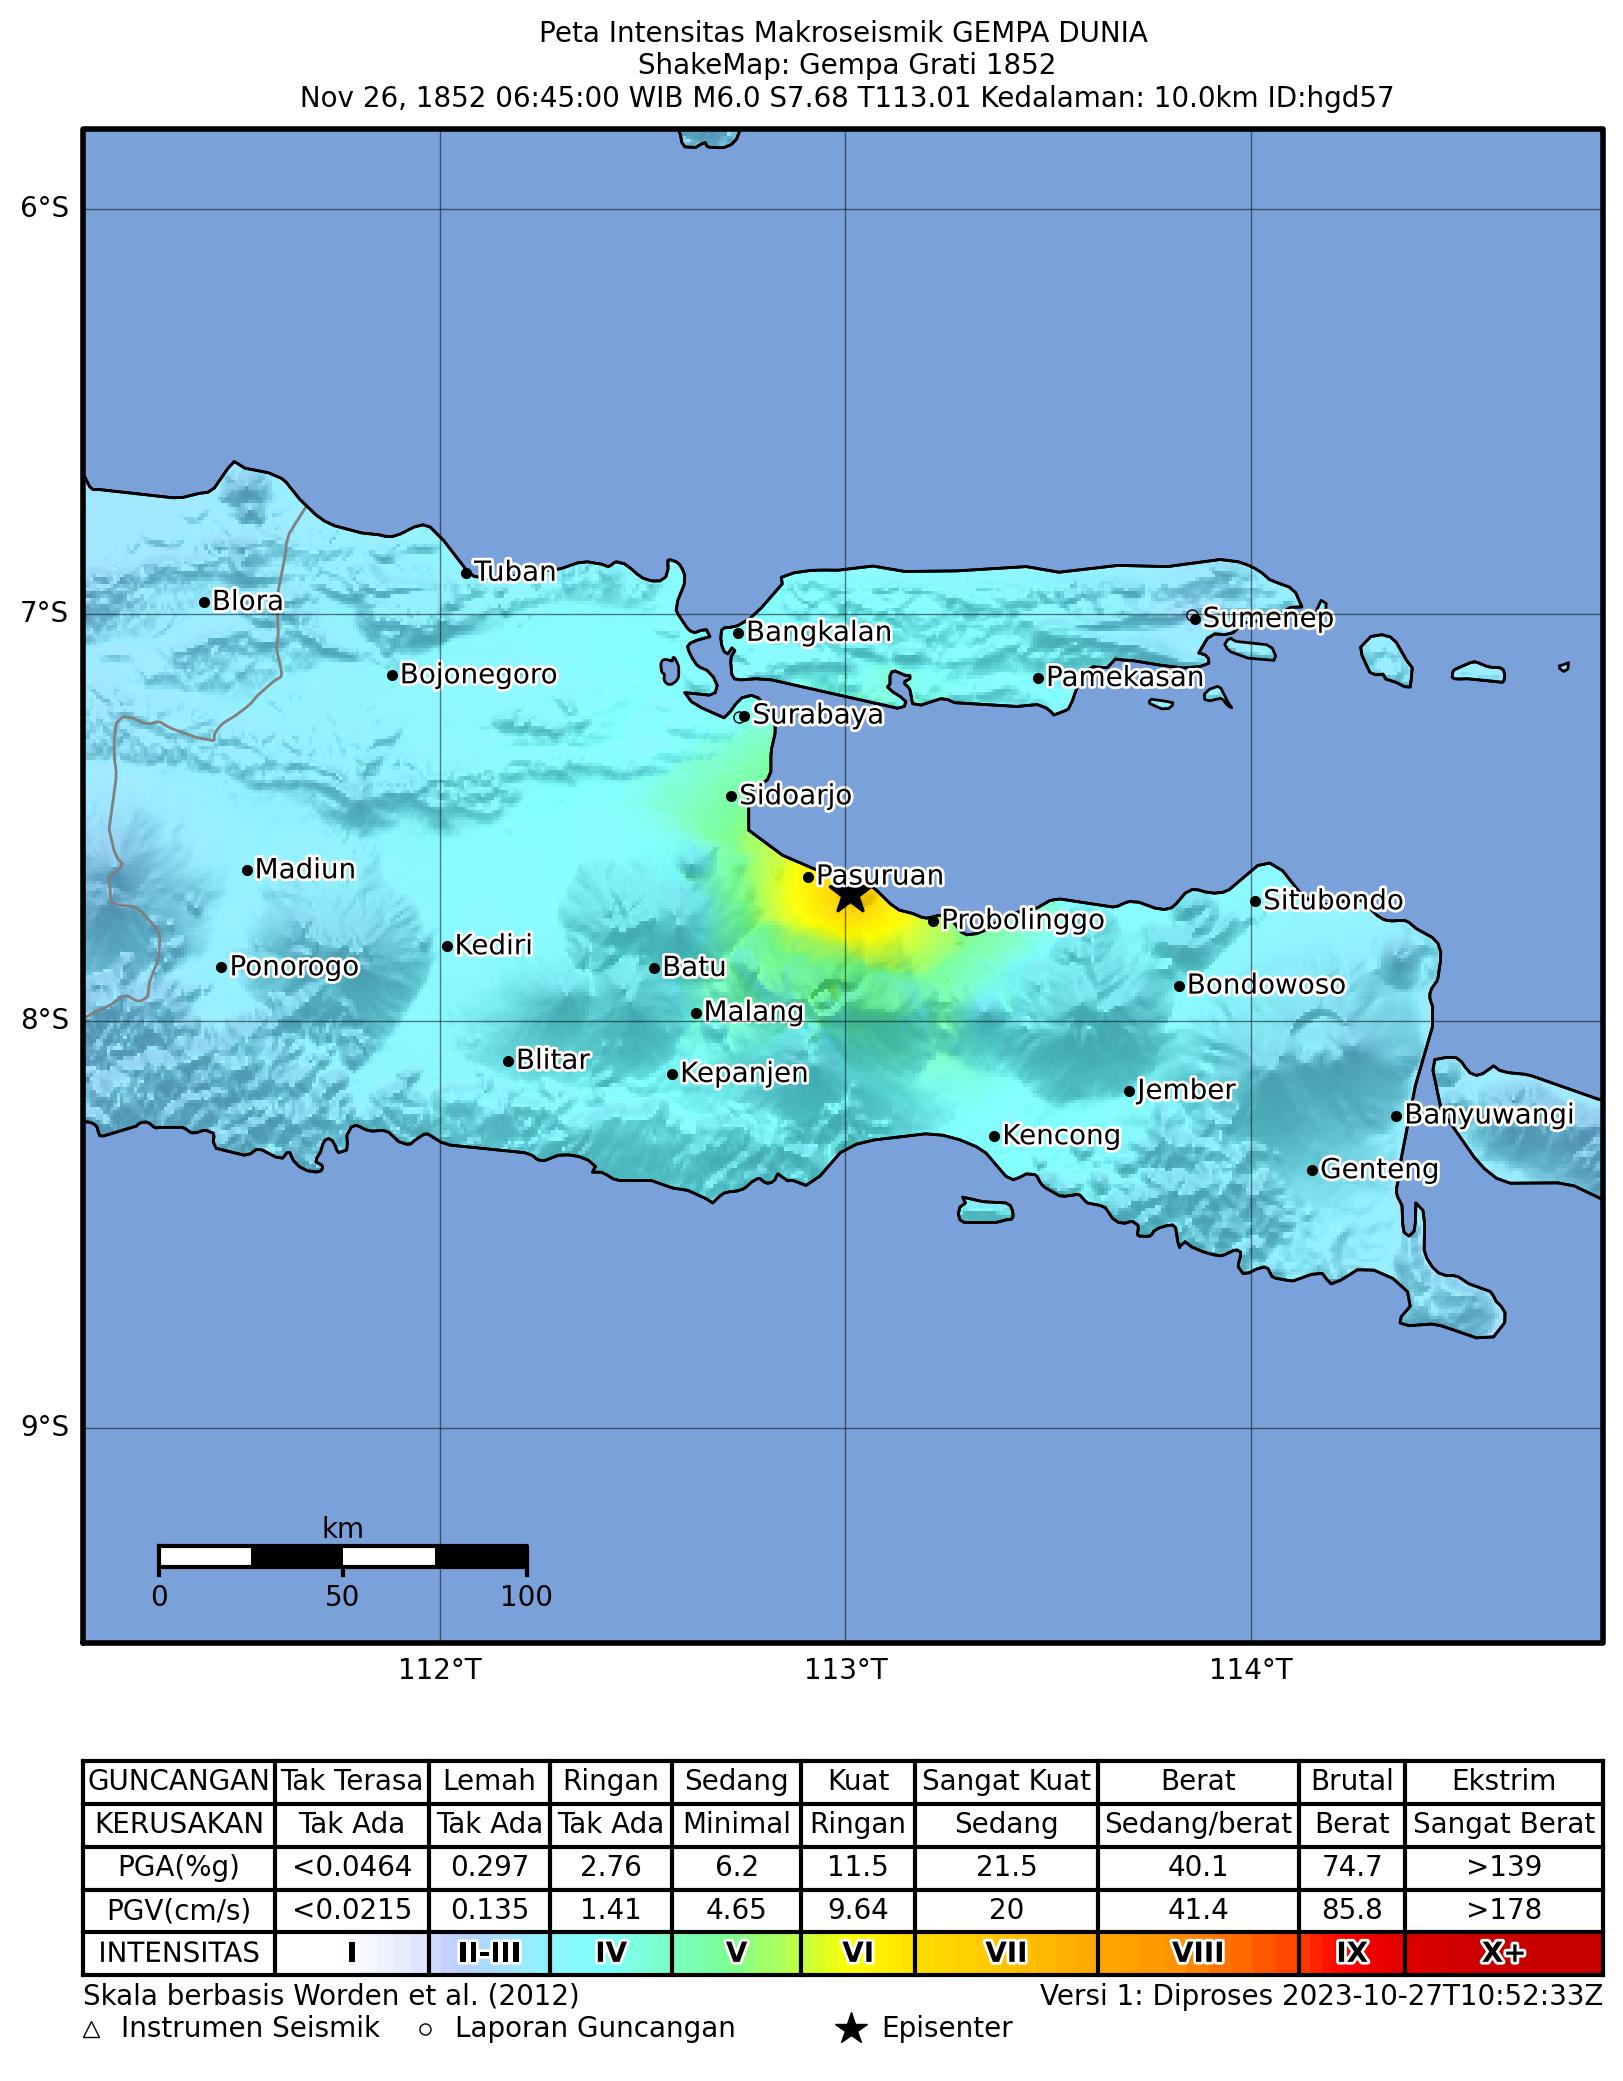 Peta Intensitas Makroseismik GEMPA DUNIA
ShakeMap: Gempa Grati 1852
Nov 26, 1852 06:45:00 WIB M6.0 S7.68 T113.01 Kedalaman: 10.0km ID:hgd57
6°S
Tuban
Blora
7°S
Sumenep
Bangkalan
Bojonegoro
Pamekasan
Surabaya
Sidoarjo
Madiun
Pasuruan
Situbondo
Probolinggo
Kediri
Ponorogo
Batu
Bondowoso
Malang
8°S
Blitar
Kepanjen
Jember
Banyuwangi
Kencong
Genteng
9°S
km
0 50 100
112°T 113°T 114°T
GUNCANGAN Tak Terasa Lemah Ringan Sedang Kuat Sangat Kuat Berat Brutal Ekstrim
KERUSAKAN Tak Ada Tak Ada Tak Ada Minimal Ringan Sedang Sedang/berat Berat Sangat Berat
PGA(%g) <0.0464 0.297 2.76 6.2 11.5 21.5 40.1 74.7 >139
PGV(cm/s) <0.0215 0.135 1.41 4.65 9.64 20 41.4 85.8 >178
INTENSITAS I II-III IV V VI VII VIII IX X+
Skala berbasis Worden et al. (2012) Versi 1: Diproses 2023-10-27T10:52:33Z
△ Instrumen Seismik ○ Laporan Guncangan ★ Episenter